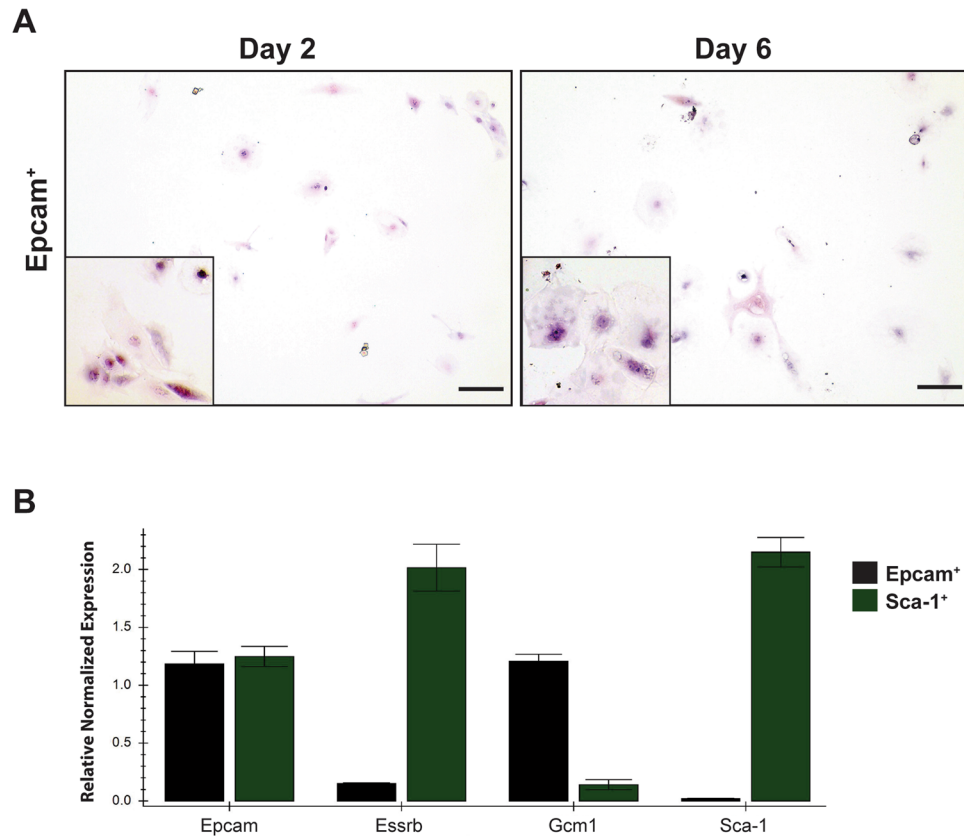 A
Day 2
Day 6
Epcam⁺
B
Relative Normalized Expression
2.0
1.5
1.0
0.5
0.0
Epcam
Essrb
Gcm1
Sca-1
Epcam⁺
Sca-1⁺